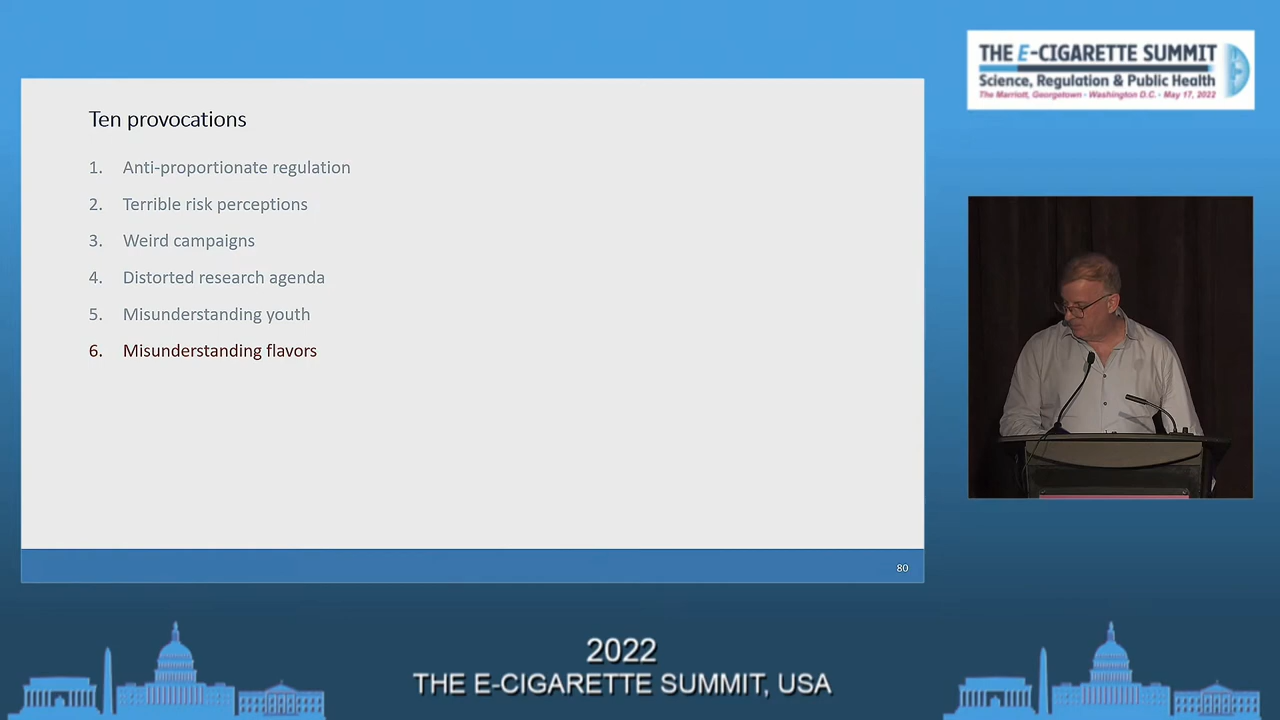 THE E-CIGARETTE SUMMIT
Science, Regulation & Public Health
The Marriott, Georgetown - Washington D.C. - May 17, 2022
Ten provocations
1. Anti-proportionate regulation
2. Terrible risk perceptions
3. Weird campaigns
4. Distorted research agenda
5. Misunderstanding youth
6. Misunderstanding flavors
80
2022
THE E-CIGARETTE SUMMIT, USA